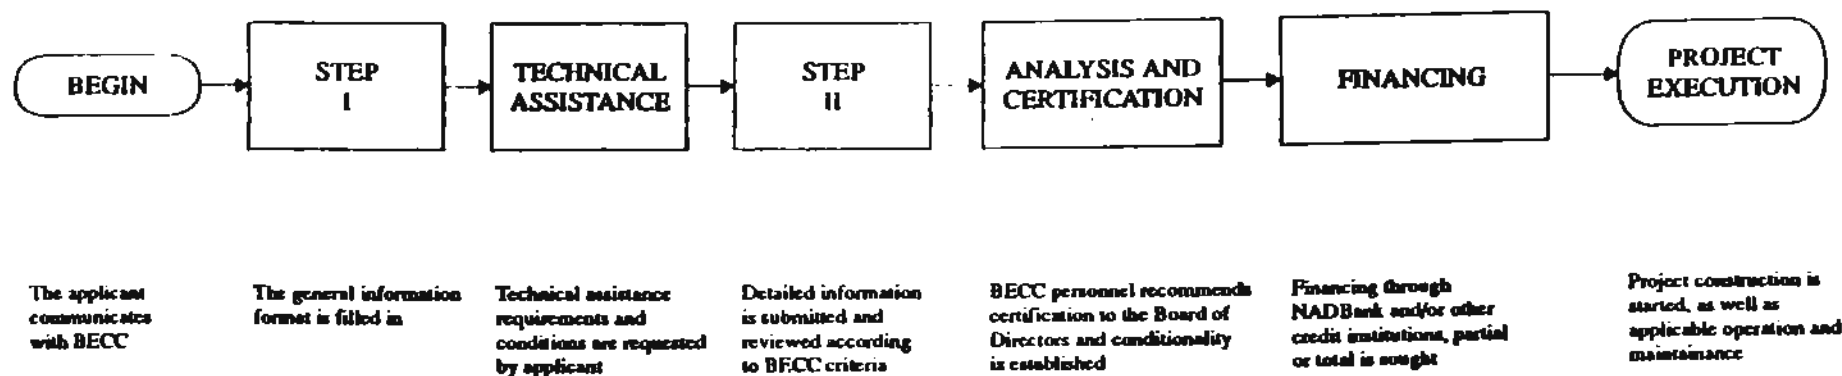 BEGIN
STEP
I
TECHNICAL
ASSISTANCE
STEP
II
ANALYSIS AND
CERTIFICATION
FINANCING
PROJECT
EXECUTION
The applicant
communicates
with BECC
The general information
format is filled in
Technical assistance
requirements and
conditions are requested
by applicant
Detailed information
is submitted and
reviewed according
to BECC criteria
BECC personnel recommends
certification to the Board of
Directors and conditionality
is established
Financing through
NADBank and/or other
credit institutions, partial
or total is sought
Project construction is
started, as well as
applicable operation and
maintainance